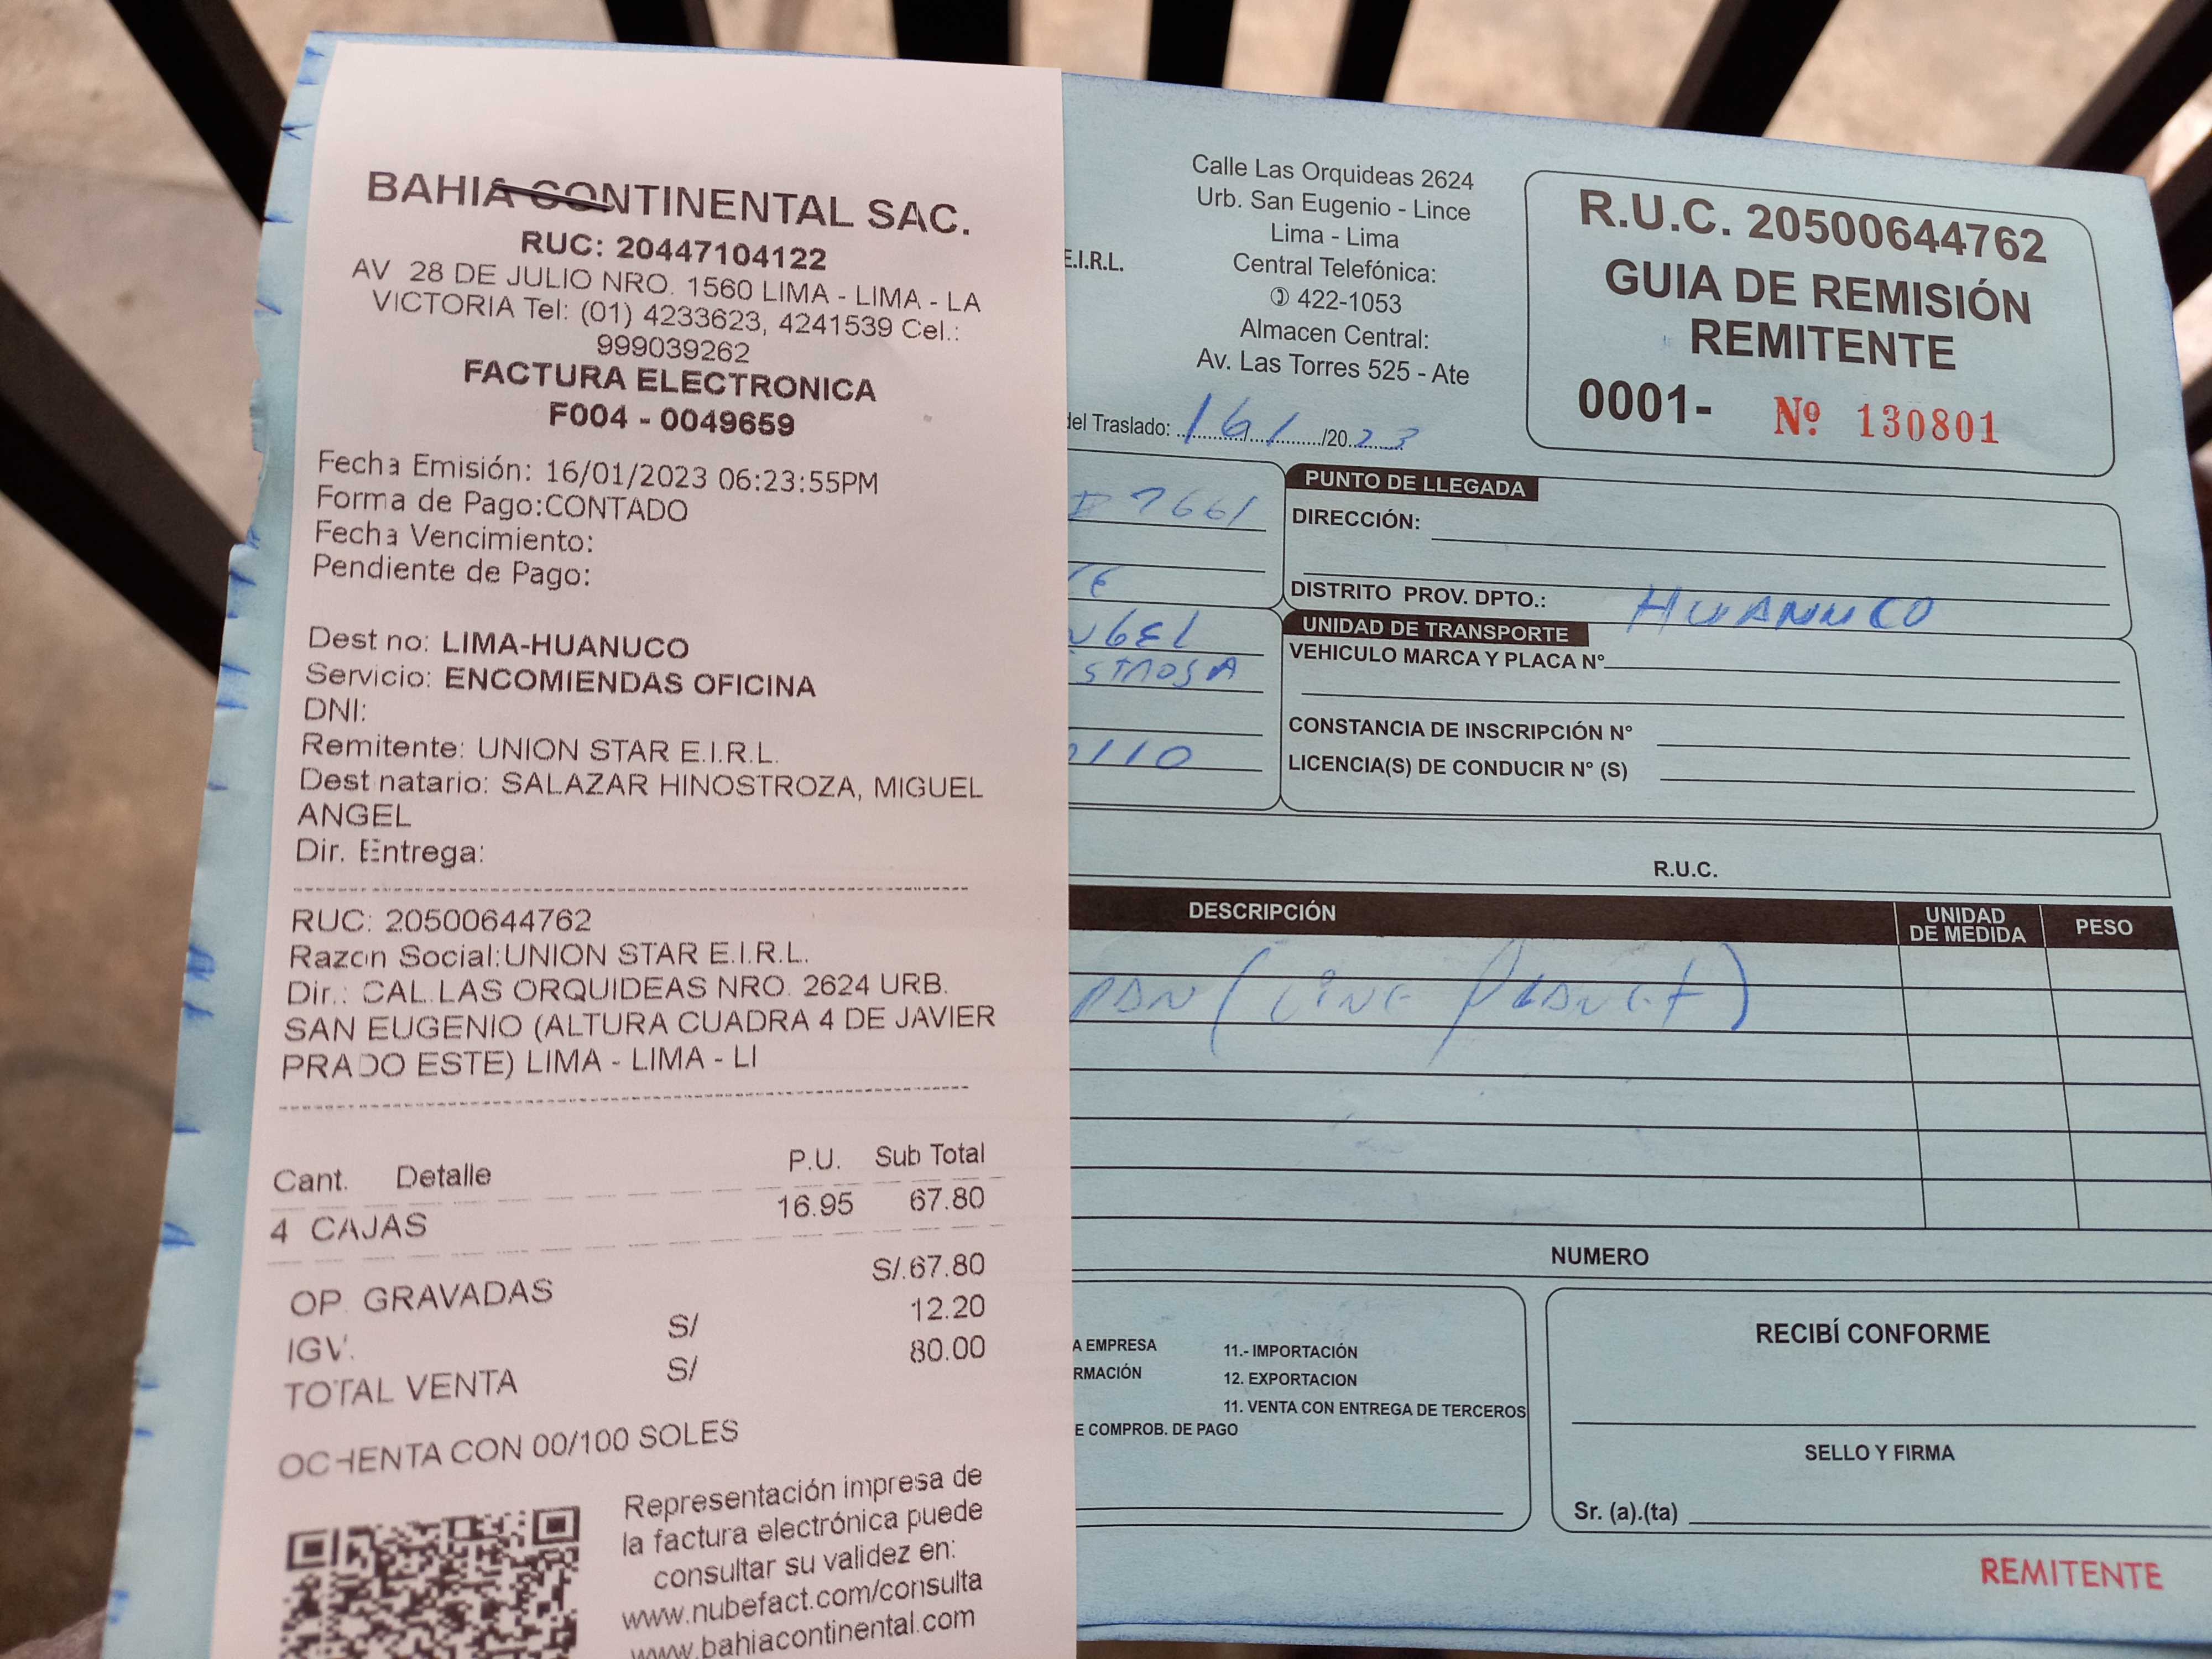 BAHIA CONTINENTAL SAC.
RUC: 20447104122
AV 28 DE JULIO NRO. 1560 LIMA - LIMA - LA
VICTORIA Tel: (01) 4233623, 4241539 Cel.:
999039262
FACTURA ELECTRONICA
F004 - 0049659
Fecha Emisión: 16/01/2023 06:23:55PM
Forma de Pago:CONTADO
Fecha Vencimiento:
Pendiente de Pago:
Dest no: LIMA-HUANUCO
Servicio: ENCOMIENDAS OFICINA
DNI:
Remitente: UNION STAR E.I.R.L.
Dest natario: SALAZAR HINOSTROZA, MIGUEL
ANGEL
Dir. Entrega:
RUC: 20500644762
Razon Social:UNION STAR E.I.R.L.
Dir.: CAL.LAS ORQUIDEAS NRO. 2624 URB.
SAN EUGENIO (ALTURA CUADRA 4 DE JAVIER
PRADO ESTE) LIMA - LIMA - LI
Cant. Detalle P.U. Sub Total
4 CAJAS 16.95 67.80
OP. GRAVADAS S/.67.80
IGV. S/ 12.20
TOTAL VENTA S/ 80.00
OCHENTA CON 00/100 SOLES
Representación impresa de
la factura electrónica puede
consultar su validez en:
www.nubefact.com/consulta
www.bahiacontinental.com
E.I.R.L.
Calle Las Orquideas 2624
Urb. San Eugenio - Lince
Lima - Lima
Central Telefónica:
✆ 422-1053
Almacen Central:
Av. Las Torres 525 - Ate
R.U.C. 20500644762
GUIA DE REMISIÓN
REMITENTE
0001- Nº 130801
del Traslado: 16/1/2023
7661
PUNTO DE LLEGADA
DIRECCIÓN:
DISTRITO PROV. DPTO.: HUANUCO
UNIDAD DE TRANSPORTE
VEHICULO MARCA Y PLACA N°
CONSTANCIA DE INSCRIPCIÓN N°
110
LICENCIA(S) DE CONDUCIR N° (S)
R.U.C.
DESCRIPCIÓN UNIDAD DE MEDIDA PESO
(CINE PLANET)
NUMERO
A EMPRESA
RMACIÓN
11.- IMPORTACIÓN
12. EXPORTACION
11. VENTA CON ENTREGA DE TERCEROS
E COMPROB. DE PAGO
RECIBÍ CONFORME
SELLO Y FIRMA
Sr. (a).(ta)
REMITENTE